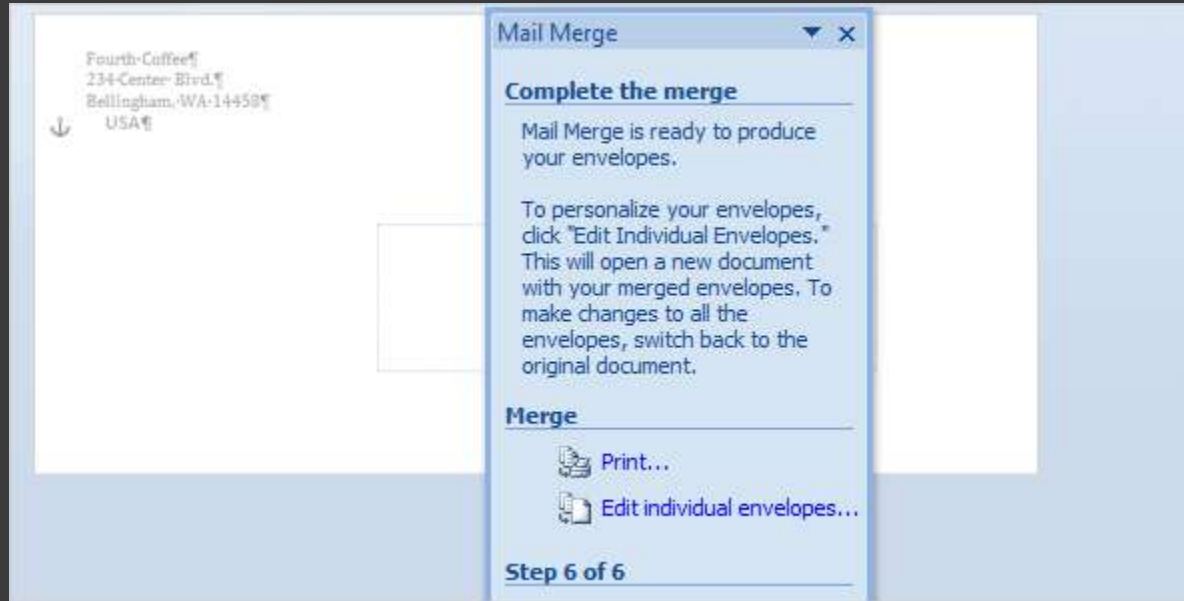 Fourth·Coffee¶
234·Center·Blvd.¶
Bellingham,·WA·14458¶
USA¶
Mail Merge
Complete the merge
Mail Merge is ready to produce
your envelopes.
To personalize your envelopes,
click "Edit Individual Envelopes."
This will open a new document
with your merged envelopes. To
make changes to all the
envelopes, switch back to the
original document.
Merge
Print...
Edit individual envelopes...
Step 6 of 6